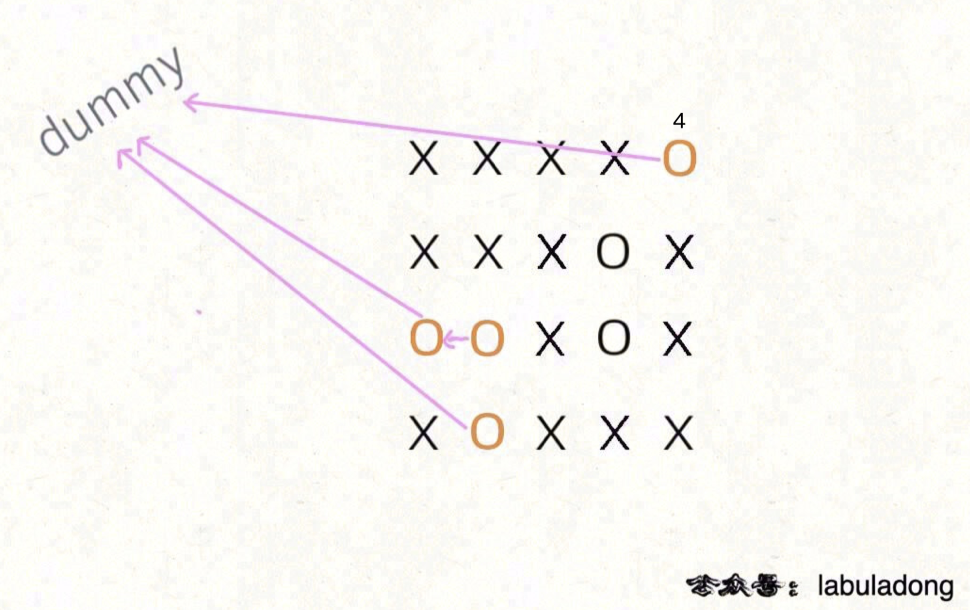 dummy
4
X X X X O
X X X O X
O O X O X
X O X X X
公众号：labuladong